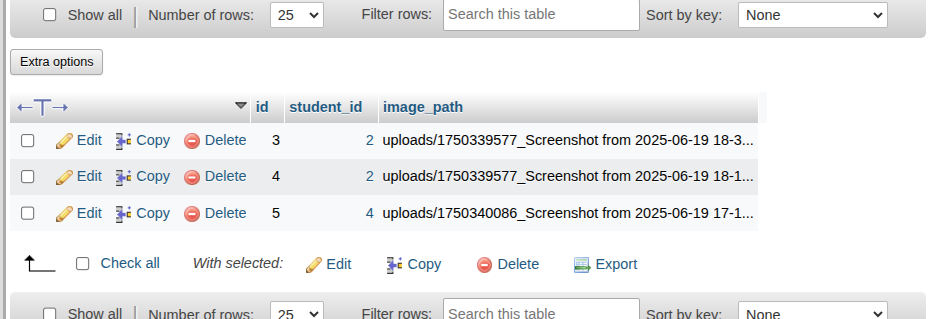 Show all Number of rows: 25 Filter rows: Search this table Sort by key: None
Extra options
id student_id image_path
Edit Copy Delete 3 2 uploads/1750339577_Screenshot from 2025-06-19 18-3...
Edit Copy Delete 4 2 uploads/1750339577_Screenshot from 2025-06-19 18-1...
Edit Copy Delete 5 4 uploads/1750340086_Screenshot from 2025-06-19 17-1...
Check all With selected: Edit Copy Delete Export
Show all Number of rows: 25 Filter rows: Search this table Sort by key: None